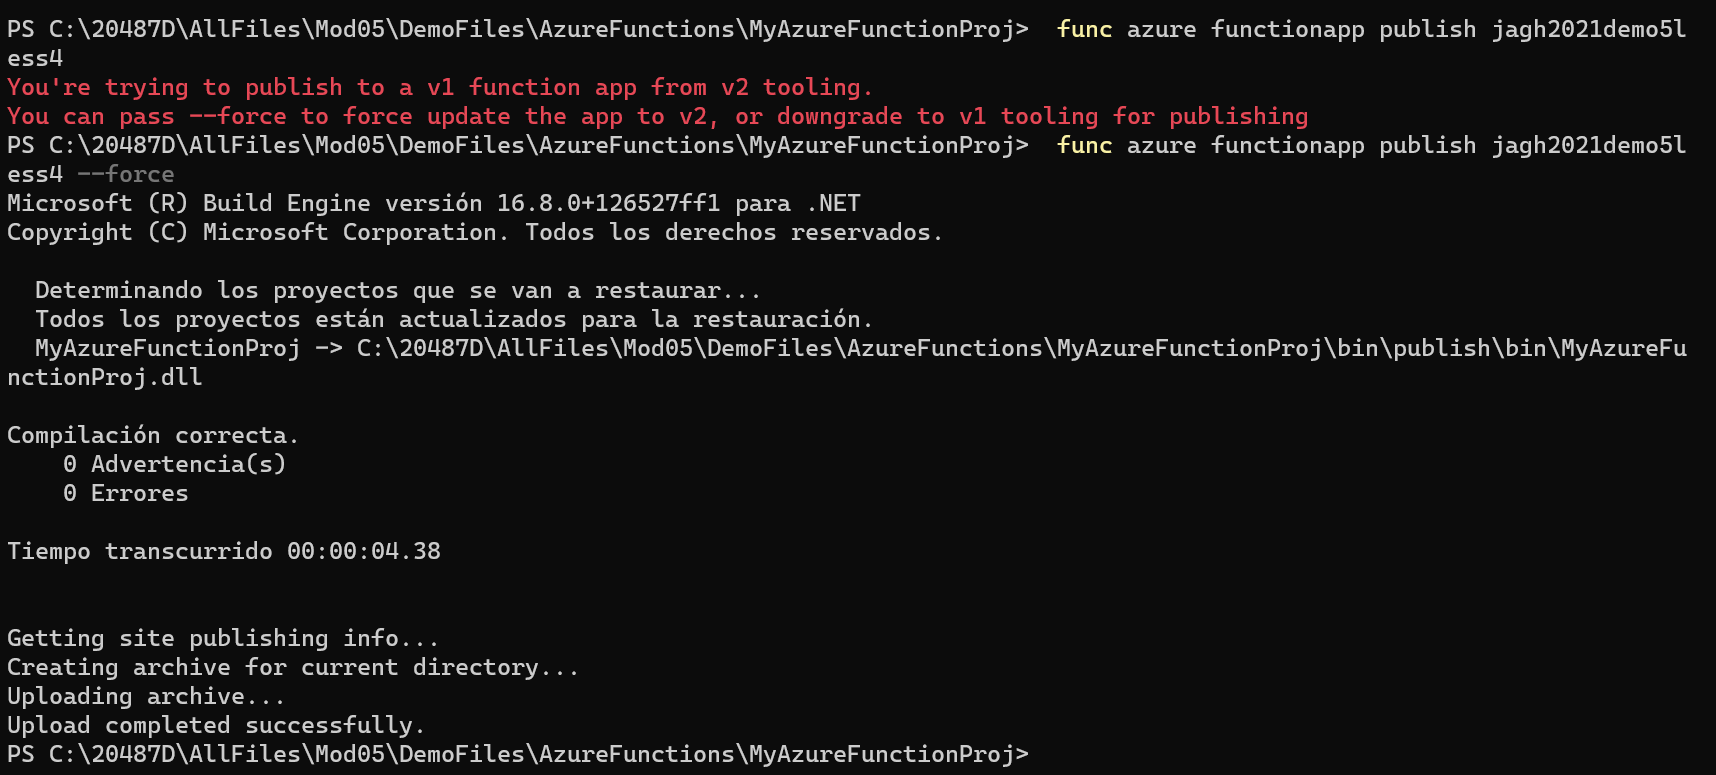 PS C:\20487D\AllFiles\Mod05\DemoFiles\AzureFunctions\MyAzureFunctionProj>  func azure functionapp publish jagh2021demo5l
ess4
You're trying to publish to a v1 function app from v2 tooling.
You can pass --force to force update the app to v2, or downgrade to v1 tooling for publishing
PS C:\20487D\AllFiles\Mod05\DemoFiles\AzureFunctions\MyAzureFunctionProj>  func azure functionapp publish jagh2021demo5l
ess4 --force
Microsoft (R) Build Engine versión 16.8.0+126527ff1 para .NET
Copyright (C) Microsoft Corporation. Todos los derechos reservados.

  Determinando los proyectos que se van a restaurar...
  Todos los proyectos están actualizados para la restauración.
  MyAzureFunctionProj -> C:\20487D\AllFiles\Mod05\DemoFiles\AzureFunctions\MyAzureFunctionProj\bin\publish\bin\MyAzureFu
nctionProj.dll

Compilación correcta.
    0 Advertencia(s)
    0 Errores

Tiempo transcurrido 00:00:04.38


Getting site publishing info...
Creating archive for current directory...
Uploading archive...
Upload completed successfully.
PS C:\20487D\AllFiles\Mod05\DemoFiles\AzureFunctions\MyAzureFunctionProj>